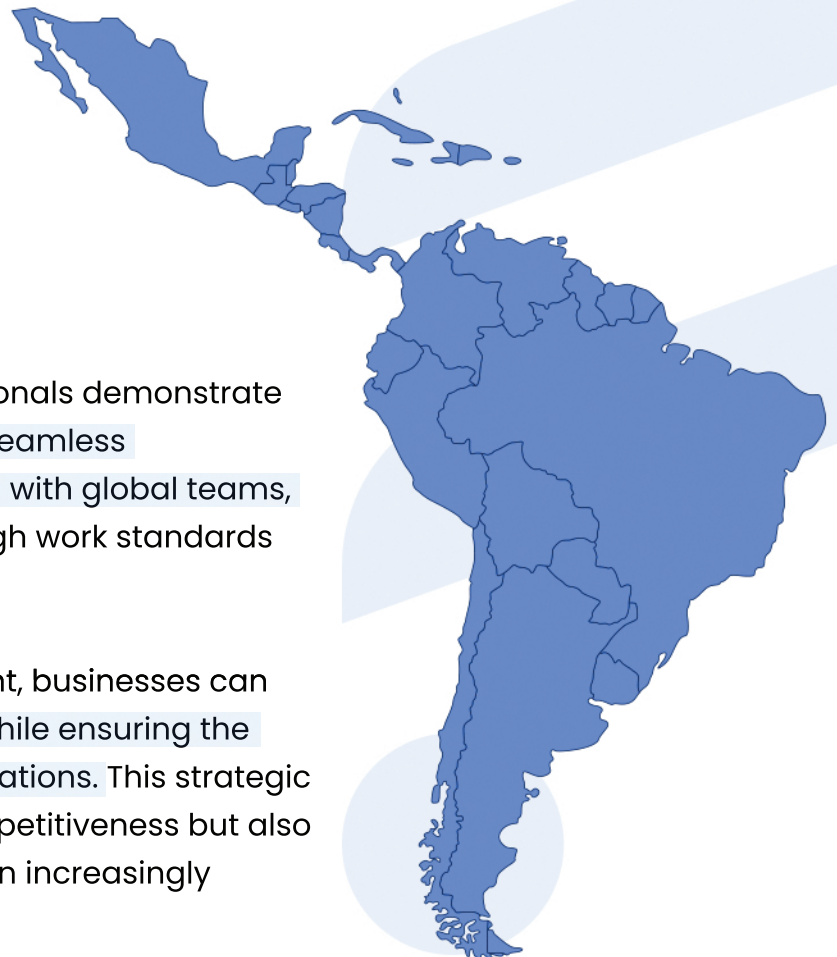 onals demonstrate
eamless
with global teams,
gh work standards
nt, businesses can
hile ensuring the
ations. This strategic
petitiveness but also
n increasingly